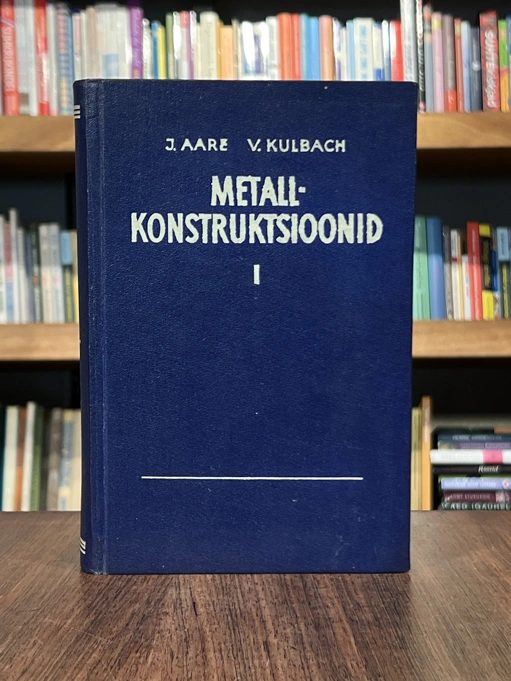 J. AARE V. KULBACH
METALL-
KONSTRUKTSIOONID
I